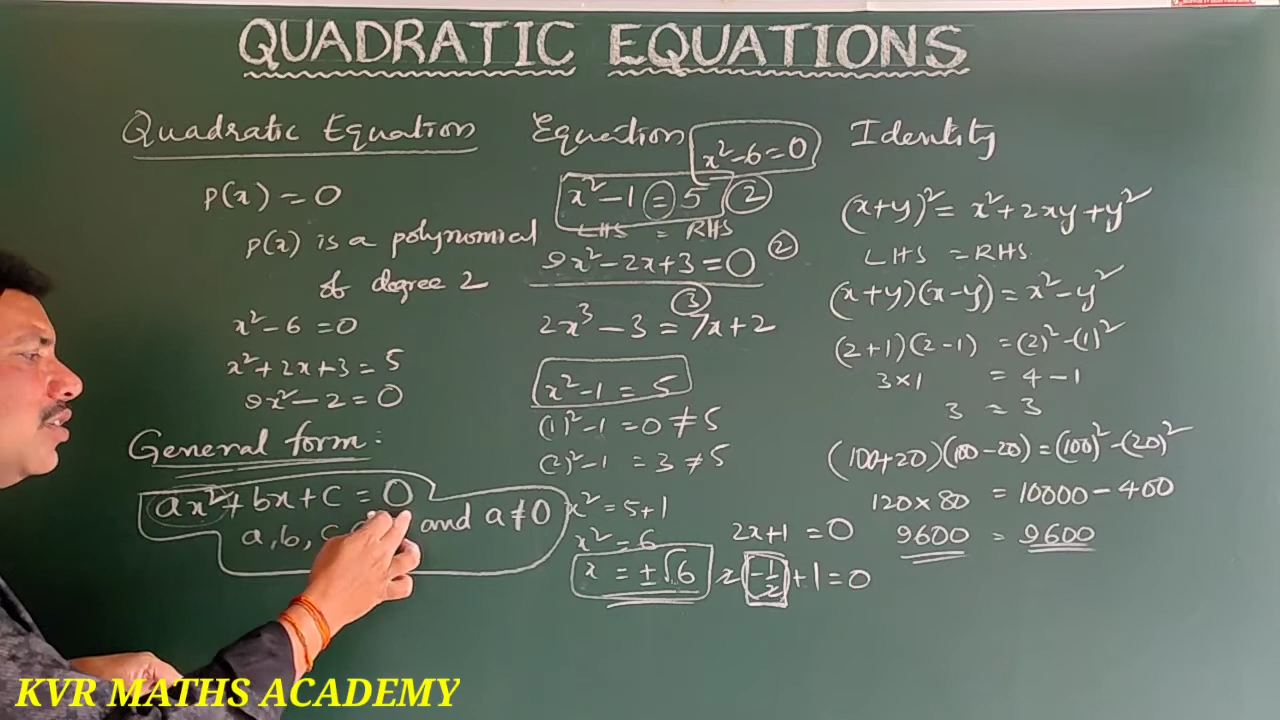 QUADRATIC EQUATIONS
Quadratic Equation
P(x) = 0
P(x) is a polynomial
of degree 2
x² - 6 = 0
x² + 2x + 3 = 5
9x² - 2 = 0
General form :
ax² + bx + c = 0
a, b, c and a ≠ 0
Equation
x² - 6 = 0
x² - 1 = 5 ②
LHS = RHS
9x² - 2x + 3 = 0 ②
③
2x³ - 3 = 7x + 2
x² - 1 = 5
(1)² - 1 = 0 ≠ 5
(2)² - 1 = 3 ≠ 5
x² = 5 + 1
x² = 6
x = ±√6
2x + 1 = 0
+ 1 = 0
Identity
(x+y)² = x² + 2xy + y²
LHS = RHS
(x+y)(x-y) = x² - y²
(2+1)(2-1) = (2)² - (1)²
3 × 1 = 4 - 1
3 = 3
(100+20)(100-20) = (100)² - (20)²
120 × 80 = 10000 - 400
9600 = 9600
KVR MATHS ACADEMY